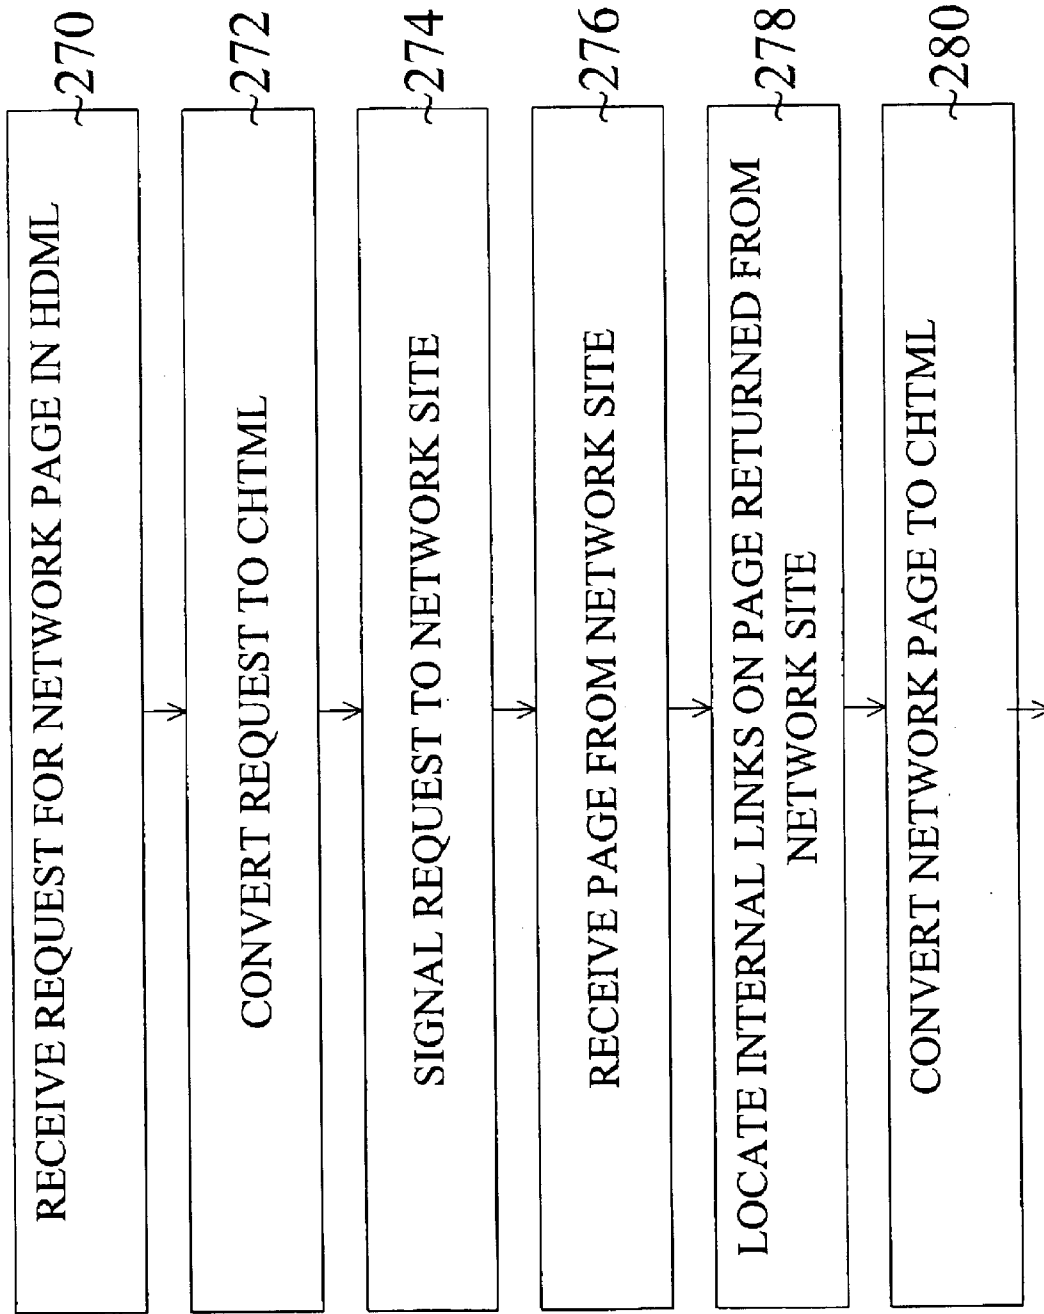 RECEIVE REQUEST FOR NETWORK PAGE IN HDML
~270
CONVERT REQUEST TO CHTML
~272
SIGNAL REQUEST TO NETWORK SITE
~274
RECEIVE PAGE FROM NETWORK SITE
~276
LOCATE INTERNAL LINKS ON PAGE RETURNED FROM
NETWORK SITE
~278
CONVERT NETWORK PAGE TO CHTML
~280